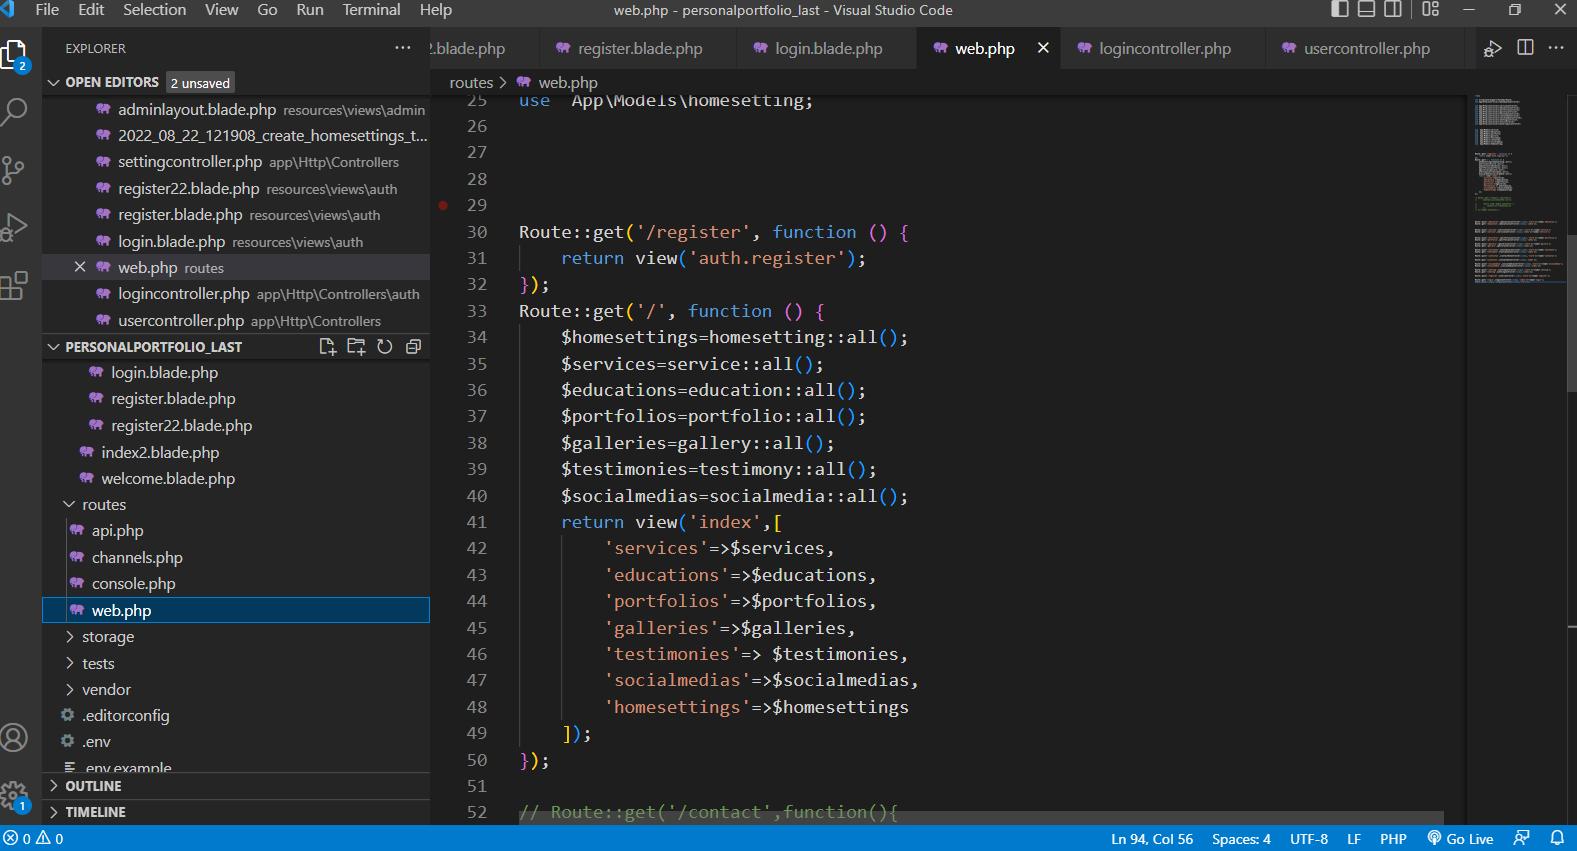 File Edit Selection View Go Run Terminal Help web.php - personalportfolio_last - Visual Studio Code
EXPLORER
2.blade.php register.blade.php login.blade.php web.php logincontroller.php usercontroller.php
OPEN EDITORS 2 unsaved
routes > web.php
adminlayout.blade.php resources\views\admin
2022_08_22_121908_create_homesettings_t...
settingcontroller.php app\Http\Controllers
register22.blade.php resources\views\auth
register.blade.php resources\views\auth
login.blade.php resources\views\auth
web.php routes
logincontroller.php app\Http\Controllers\auth
usercontroller.php app\Http\Controllers
PERSONALPORTFOLIO_LAST
login.blade.php
register.blade.php
register22.blade.php
index2.blade.php
welcome.blade.php
routes
api.php
channels.php
console.php
web.php
storage
tests
vendor
.editorconfig
.env
.env.example
OUTLINE
TIMELINE
2
1
25 use App\Models\homesetting;
26
27
28
29
30 Route::get('/register', function () {
31 return view('auth.register');
32 });
33 Route::get('/', function () {
34 $homesettings=homesetting::all();
35 $services=service::all();
36 $educations=education::all();
37 $portfolios=portfolio::all();
38 $galleries=gallery::all();
39 $testimonies=testimony::all();
40 $socialmedias=socialmedia::all();
41 return view('index',[
42 'services'=>$services,
43 'educations'=>$educations,
44 'portfolios'=>$portfolios,
45 'galleries'=>$galleries,
46 'testimonies'=> $testimonies,
47 'socialmedias'=>$socialmedias,
48 'homesettings'=>$homesettings
49 ]);
50 });
51
52 // Route::get('/contact',function(){
0 0 Ln 94, Col 56 Spaces: 4 UTF-8 LF PHP Go Live